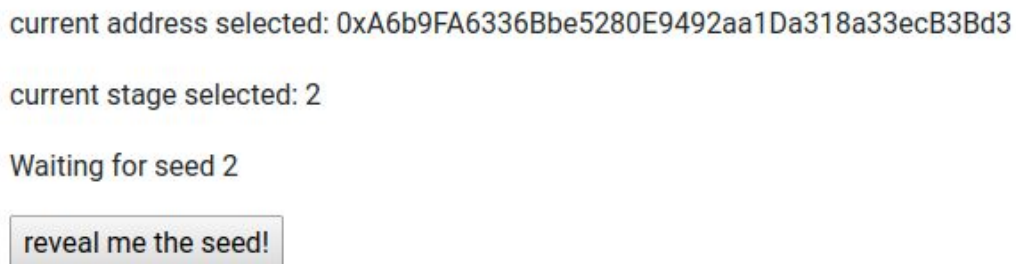 current address selected: 0xA6b9FA6336Bbe5280E9492aa1Da318a33ecB3Bd3
current stage selected: 2
Waiting for seed 2
reveal me the seed!